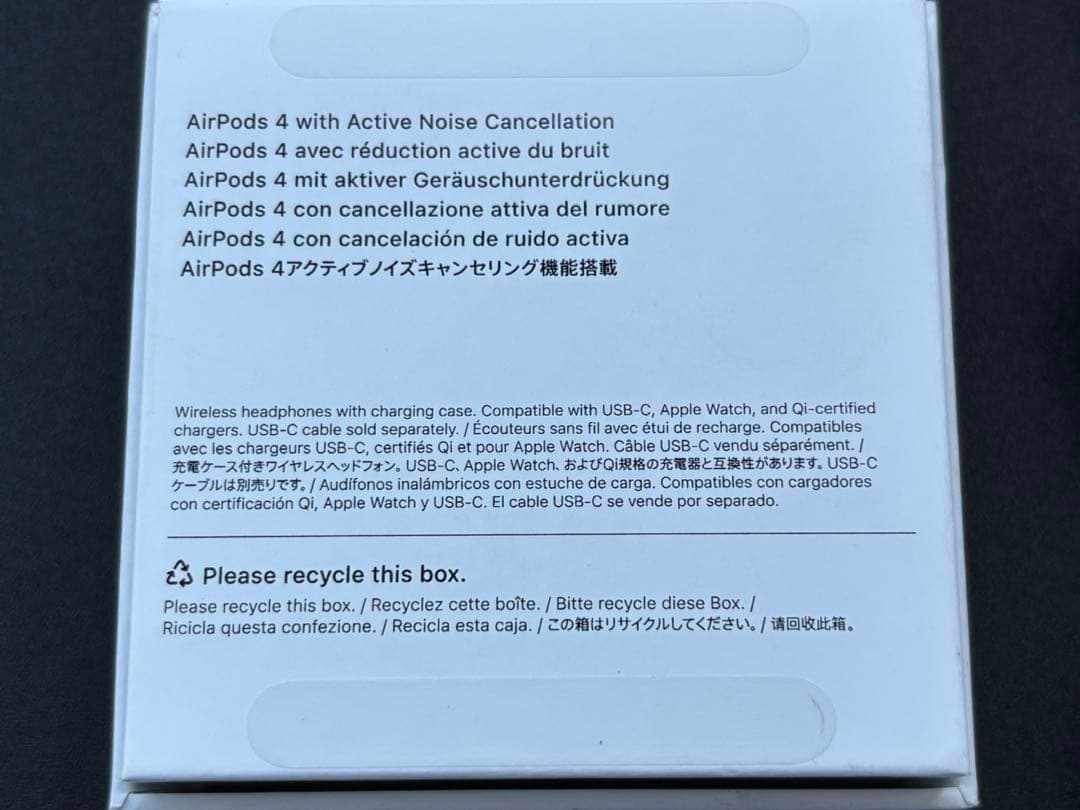 AirPods 4 with Active Noise Cancellation
AirPods 4 avec réduction active du bruit
AirPods 4 mit aktiver Geräuschunterdrückung
AirPods 4 con cancellazione attiva del rumore
AirPods 4 con cancelación de ruido activa
AirPods 4アクティブノイズキャンセリング機能搭載
Wireless headphones with charging case. Compatible with USB-C, Apple Watch, and Qi-certified
chargers. USB-C cable sold separately. / Écouteurs sans fil avec étui de recharge. Compatibles
avec les chargeurs USB-C, certifiés Qi et pour Apple Watch. Câble USB-C vendu séparément. /
充電ケース付きワイヤレスヘッドフォン。USB-C、Apple Watch、およびQi規格の充電器と互換性があります。USB-C
ケーブルは別売りです。/ Audífonos inalámbricos con estuche de carga. Compatibles con cargadores
con certificación Qi, Apple Watch y USB-C. El cable USB-C se vende por separado.
Please recycle this box.
Please recycle this box. / Recyclez cette boîte. / Bitte recycle diese Box. /
Ricicla questa confezione. / Recicla esta caja. / この箱はリサイクルしてください。/ 请回收此箱。